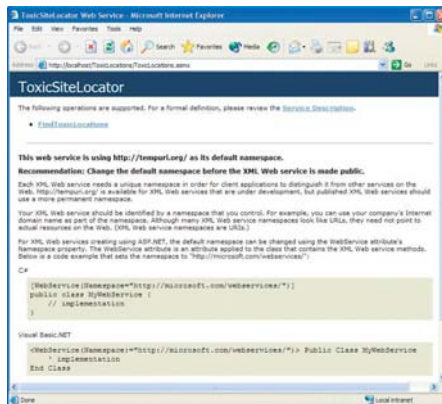 ToxicSiteLocator Web Service - Microsoft Internet Explorer
File Edit View Favorites Tools Help
Search Favorites Media
Address http://localhost/ToxicLocations/ToxicLocations.asmx Go Links
ToxicSiteLocator
The following operations are supported. For a formal definition, please review the Service Description.
• FindToxicLocations
This web service is using http://tempuri.org/ as its default namespace.
Recommendation: Change the default namespace before the XML Web service is made public.
Each XML Web service needs a unique namespace in order for client applications to distinguish it from other services on the
Web. http://tempuri.org/ is available for XML Web services that are under development, but published XML Web services should
use a more permanent namespace.
Your XML Web service should be identified by a namespace that you control. For example, you can use your company's Internet
domain name as part of the namespace. Although many XML Web service namespaces look like URLs, they need not point to
actual resources on the Web. (XML Web service namespaces are URIs.)
For XML Web services creating using ASP.NET, the default namespace can be changed using the WebService attribute's
Namespace property. The WebService attribute is an attribute applied to the class that contains the XML Web service methods.
Below is a code example that sets the namespace to "http://microsoft.com/webservices/":
C#
[WebService(Namespace="http://microsoft.com/webservices/")]
public class MyWebService {
// implementation
}
Visual Basic.NET
<WebService(Namespace:="http://microsoft.com/webservices/")> Public Class MyWebService
' implementation
End Class
Done Local intranet